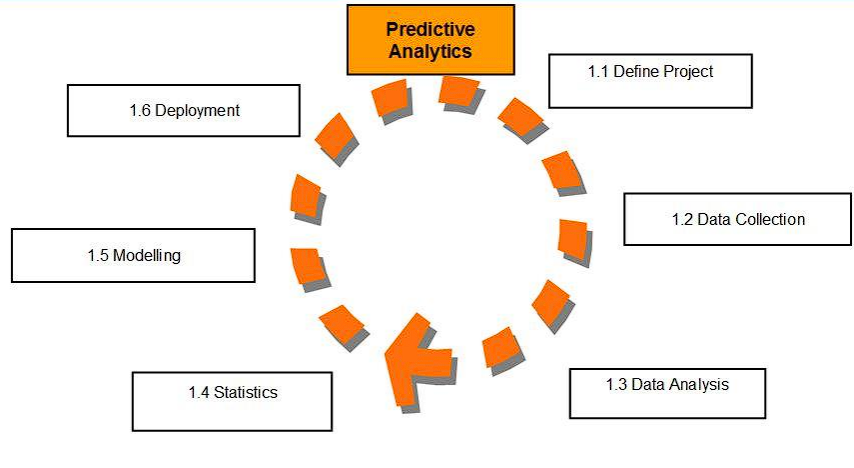 Predictive
Analytics
1.1 Define Project
1.2 Data Collection
1.3 Data Analysis
1.4 Statistics
1.5 Modelling
1.6 Deployment